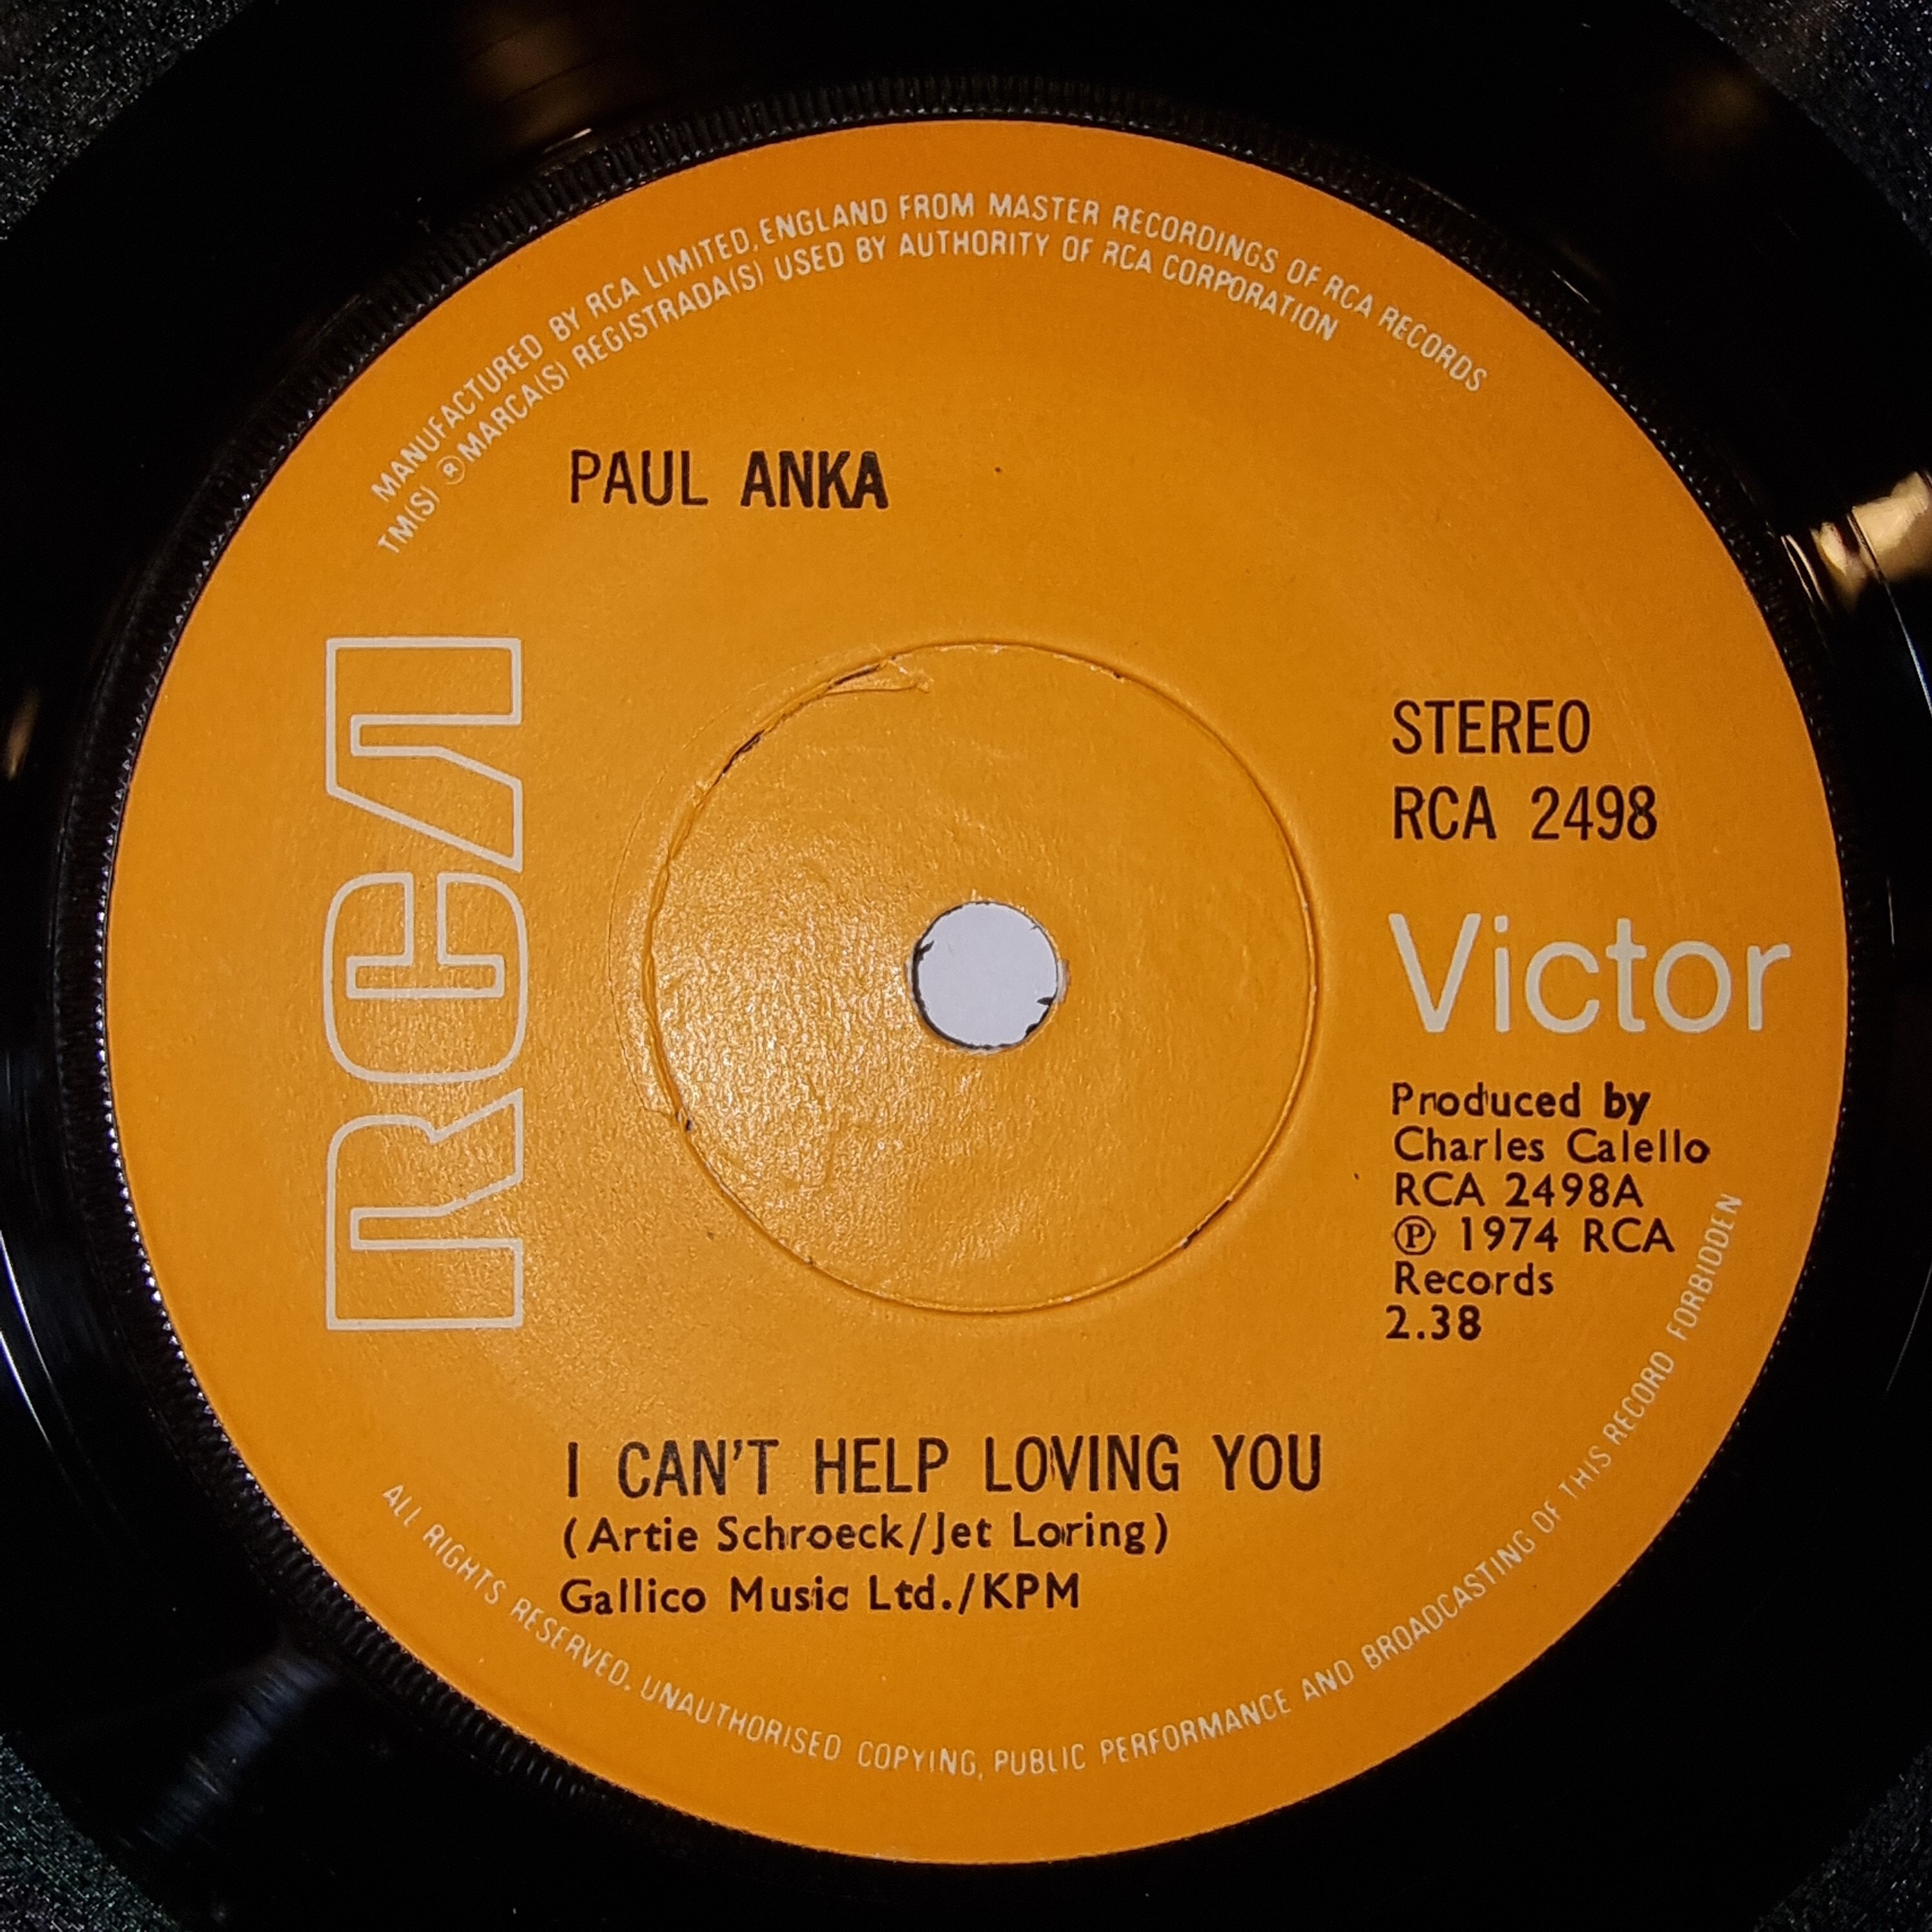 MANUFACTURED BY RCA LIMITED, ENGLAND FROM MASTER RECORDINGS OF RCA RECORDS
TM(S) ® MARCA(S) REGISTRADA(S) USED BY AUTHORITY OF RCA CORPORATION
PAUL ANKA
RCA
STEREO
RCA 2498
Victor
Produced by
Charles Calello
RCA 2498A
℗ 1974 RCA
Records
2.38
I CAN'T HELP LOVING YOU
(Artie Schroeck/Jet Loring)
Gallico Music Ltd./KPM
ALL RIGHTS RESERVED. UNAUTHORISED COPYING, PUBLIC PERFORMANCE AND BROADCASTING OF THIS RECORD FORBIDDEN